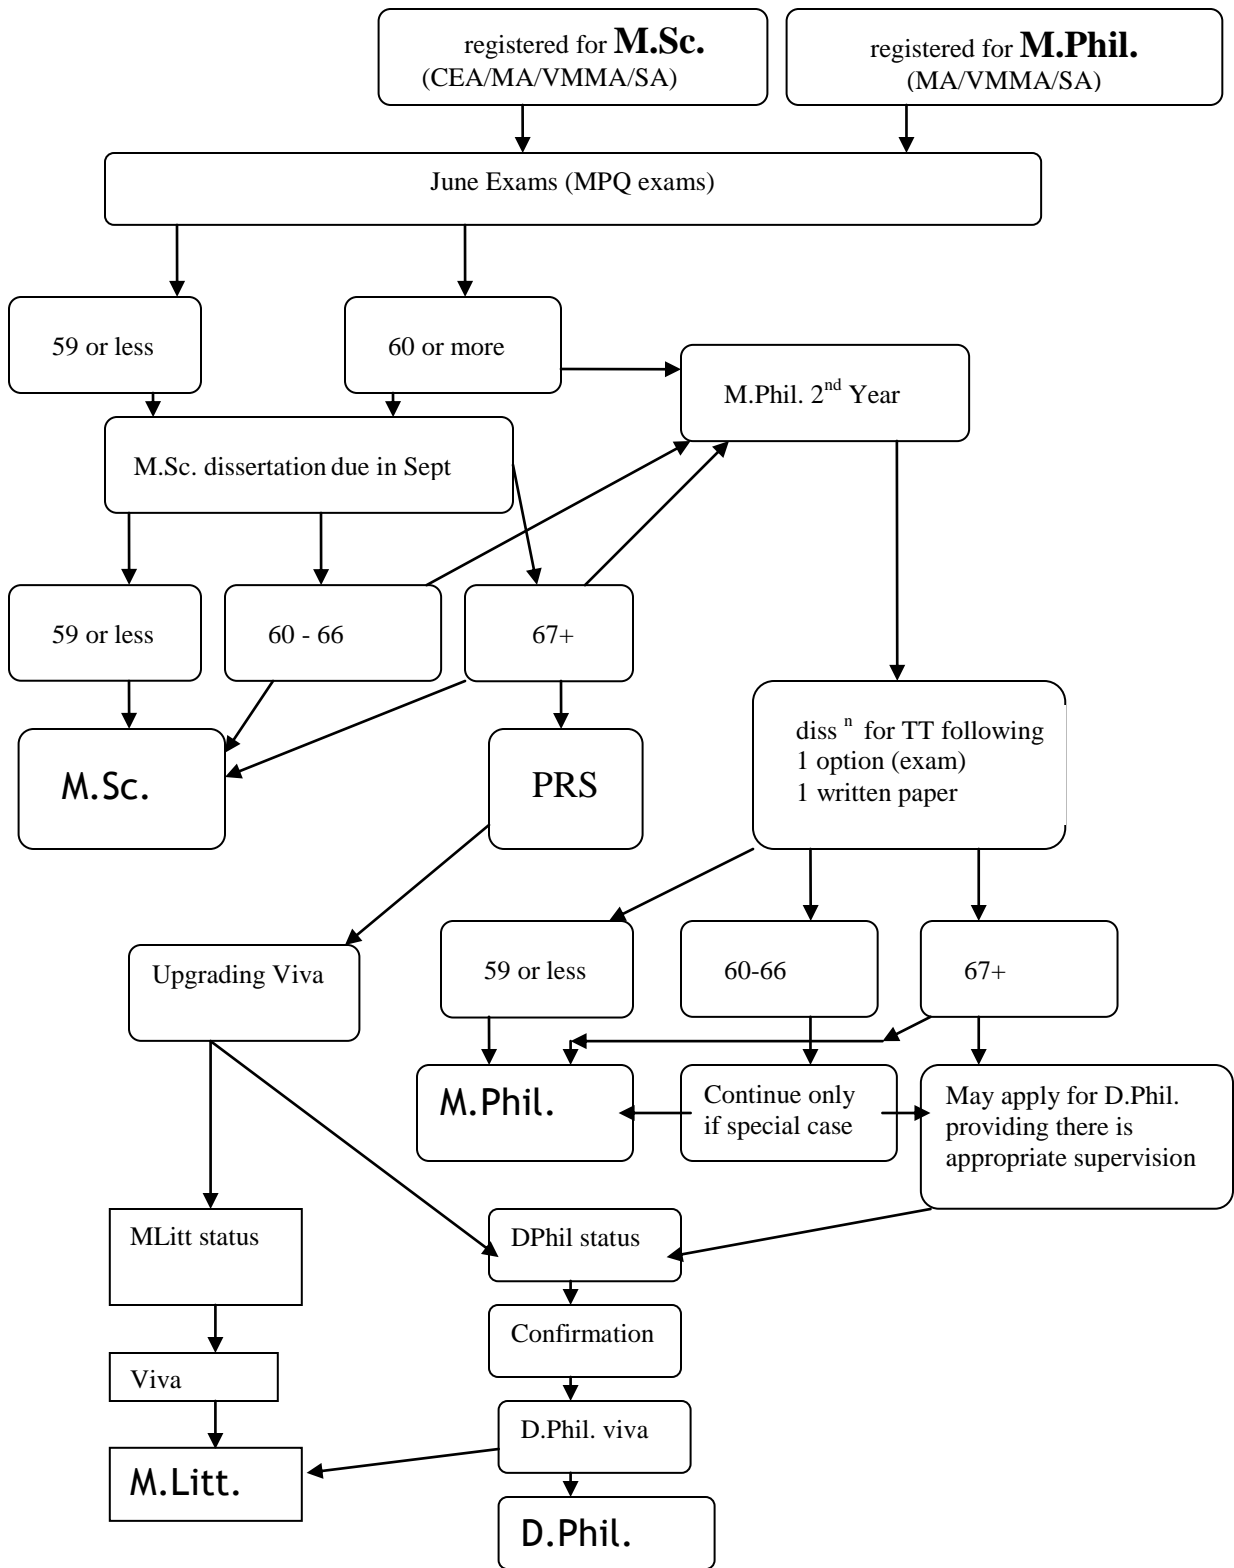 registered for M.Sc.
(CEA/MA/VMMA/SA)
registered for M.Phil.
(MA/VMMA/SA)
June Exams (MPQ exams)
59 or less
60 or more
M.Phil. 2nd Year
M.Sc. dissertation due in Sept
59 or less
60 - 66
67+
M.Sc.
PRS
diss n for TT following
1 option (exam)
1 written paper
Upgrading Viva
59 or less
60-66
67+
M.Phil.
Continue only
if special case
May apply for D.Phil.
providing there is
appropriate supervision
MLitt status
DPhil status
Confirmation
Viva
D.Phil. viva
M.Litt.
D.Phil.